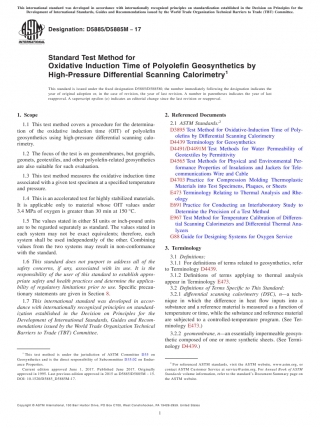 This international standard was developed in accordance with internationally recognized principles on standardization established in the Decision on Principles for the
Development of International Standards, Guides and Recommendations issued by the World Trade Organization Technical Barriers to Trade (TBT) Committee.
Designation: D5885/D5885M − 17
Standard Test Method for
Oxidative Induction Time of Polyolefin Geosynthetics by
High-Pressure Differential Scanning Calorimetry1
This standard is issued under the fixed designation D5885/D5885M; the number immediately following the designation indicates the
year of original adoption or, in the case of revision, the year of last revision. A number in parentheses indicates the year of last
reapproval. A superscript epsilon (ε) indicates an editorial change since the last revision or reapproval.
1. Scope
1.1 This test method covers a procedure for the determination
of the oxidative induction time (OIT) of polyolefin
geosynthetics using high-pressure differential scanning calorimetry.
1.2 The focus of the test is on geomembranes, but geogrids,
geonets, geotextiles, and other polyolefin-related geosynthetics
are also suitable for such evaluation.
1.3 This test method measures the oxidative induction time
associated with a given test specimen at a specified temperature
and pressure.
1.4 This is an accelerated test for highly stabilized materials.
It is applicable only to material whose OIT values under
3.4 MPa of oxygen is greater than 30 min at 150 °C.
1.5 The values stated in either SI units or inch-pound units
are to be regarded separately as standard. The values stated in
each system may not be exact equivalents; therefore, each
system shall be used independently of the other. Combining
values from the two systems may result in non-conformance
with the standard.
1.6 This standard does not purport to address all of the
safety concerns, if any, associated with its use. It is the
responsibility of the user of this standard to establish appropriate
safety and health practices and determine the applicability
of regulatory limitations prior to use. Specific precautionary
statements are given in Section 8.
1.7 This international standard was developed in accordance
with internationally recognized principles on standardization
established in the Decision on Principles for the
Development of International Standards, Guides and Recommendations
issued by the World Trade Organization Technical
Barriers to Trade (TBT) Committee.
1 This test method is under the jurisdiction of ASTM Committee D35 on
Geosynthetics and is the direct responsibility of Subcommittee D35.02 on Endurance
Properties.
Current edition approved June 1, 2017. Published June 2017. Originally
approved in 1995. Last previous edition approved in 2015 as D5885/D5885M – 15.
DOI: 10.1520/D5885_D5885M-17.
2. Referenced Documents
2.1 ASTM Standards:2
D3895 Test Method for Oxidative-Induction Time of Polyolefins
by Differential Scanning Calorimetry
D4439 Terminology for Geosynthetics
D4491/D4491M Test Methods for Water Permeability of
Geotextiles by Permittivity
D4565 Test Methods for Physical and Environmental Performance
Properties of Insulations and Jackets for Telecommunications
Wire and Cable
D4703 Practice for Compression Molding Thermoplastic
Materials into Test Specimens, Plaques, or Sheets
E473 Terminology Relating to Thermal Analysis and Rheology
E691 Practice for Conducting an Interlaboratory Study to
Determine the Precision of a Test Method
E967 Test Method for Temperature Calibration of Differential
Scanning Calorimeters and Differential Thermal Analyzers
G88 Guide for Designing Systems for Oxygen Service
3. Terminology
3.1 Definitions:
3.1.1 For definitions of terms related to geosynthetics, refer
to Terminology D4439.
3.1.2 Definitions of terms applying to thermal analysis
appear in Terminology E473.
3.2 Definitions of Terms Specific to This Standard:
3.2.1 differential scanning calorimetry (DSC), n—a technique
in which the difference in heat flow inputs into a
substance and a reference material is measured as a function of
temperature or time, while the substance and reference material
are subjected to a controlled-temperature program. (See Terminology
E473.)
3.2.2 geomembrane, n—an essentially impermeable geosynthetic
composed of one or more synthetic sheets. (See Terminology
D4439.)
2 For referenced ASTM standards, visit the ASTM website, www.astm.org, or
contact ASTM Customer Service at service@astm.org. For Annual Book of ASTM
Standards volume information, refer to the standard's Document Summary page on
the ASTM website.
Copyright © ASTM International, 100 Barr Harbor Drive, PO Box C700, West Conshohocken, PA 19428-2959. United States
1